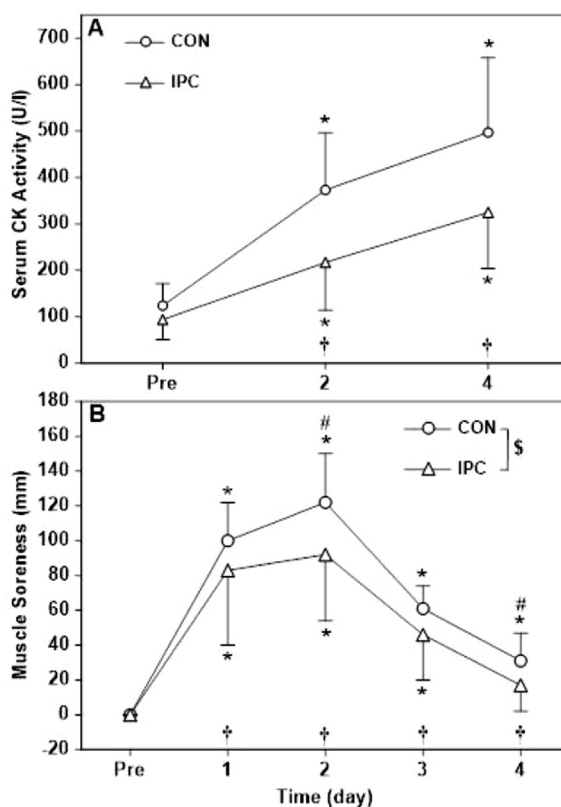 A
CON
IPC
700
600
500
400
300
200
100
0
Serum CK Activity (U/l)
* *
* *
† †
Pre 2 4
B
CON
IPC
$
180
160
140
120
100
80
60
40
20
0
-20
Muscle Soreness (mm)
# #
* * * *
* * *
† † † †
Pre 1 2 3 4
Time (day)